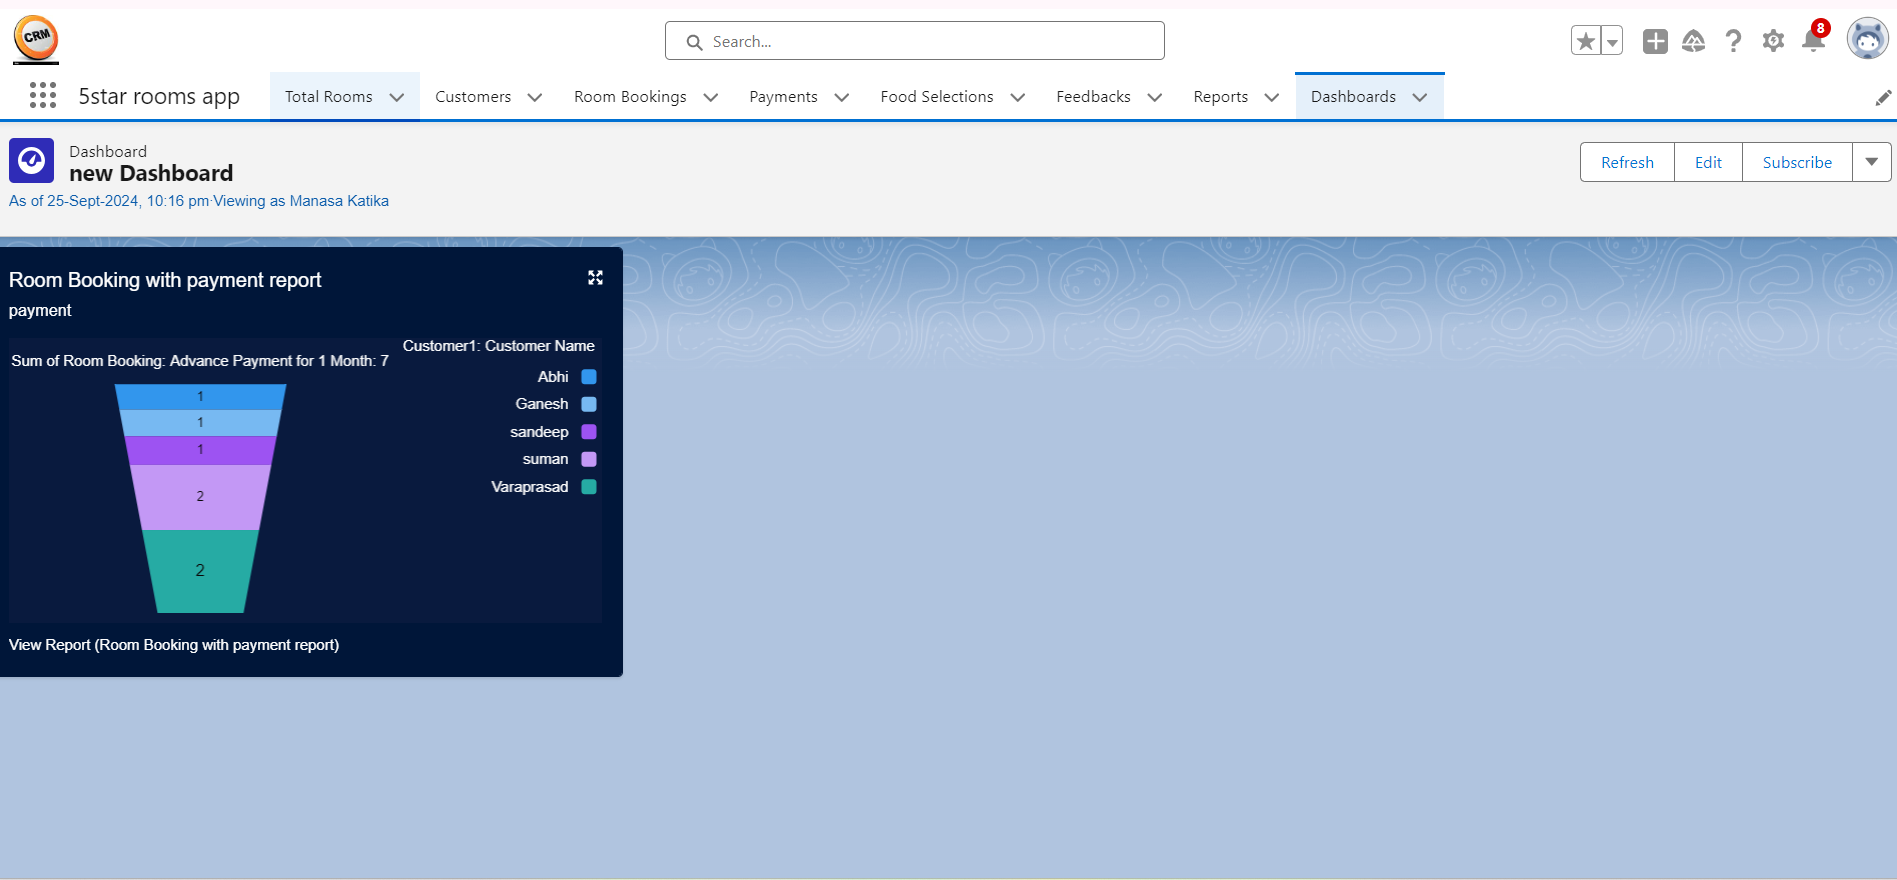 CRM
Search...
8
5star rooms app
Total Rooms
Customers
Room Bookings
Payments
Food Selections
Feedbacks
Reports
Dashboards
Dashboard
new Dashboard
As of 25-Sept-2024, 10:16 pm·Viewing as Manasa Katika
Refresh
Edit
Subscribe
Room Booking with payment report
payment
Sum of Room Booking: Advance Payment for 1 Month: 7
1
1
1
2
2
Customer1: Customer Name
Abhi
Ganesh
sandeep
suman
Varaprasad
View Report (Room Booking with payment report)